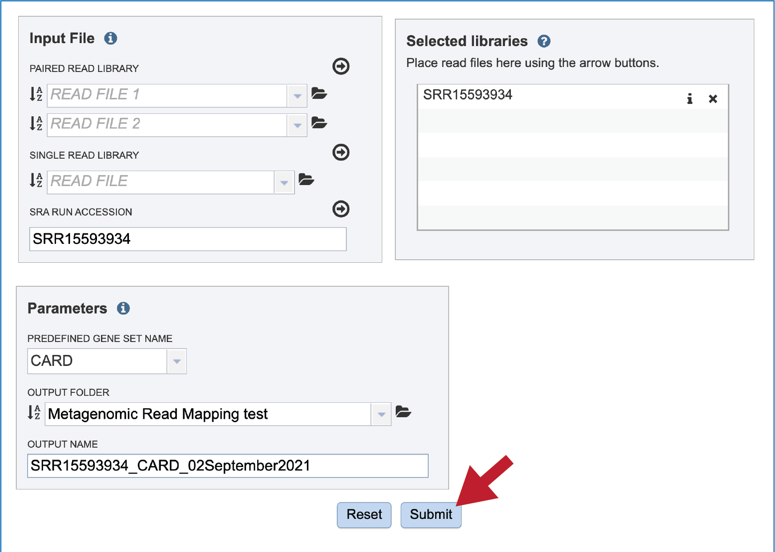 Input File
PAIRED READ LIBRARY
READ FILE 1
READ FILE 2
SINGLE READ LIBRARY
READ FILE
SRA RUN ACCESSION
SRR15593934
Selected libraries
Place read files here using the arrow buttons.
SRR15593934
Parameters
PREDEFINED GENE SET NAME
CARD
OUTPUT FOLDER
Metagenomic Read Mapping test
OUTPUT NAME
SRR15593934_CARD_02September2021
Reset Submit